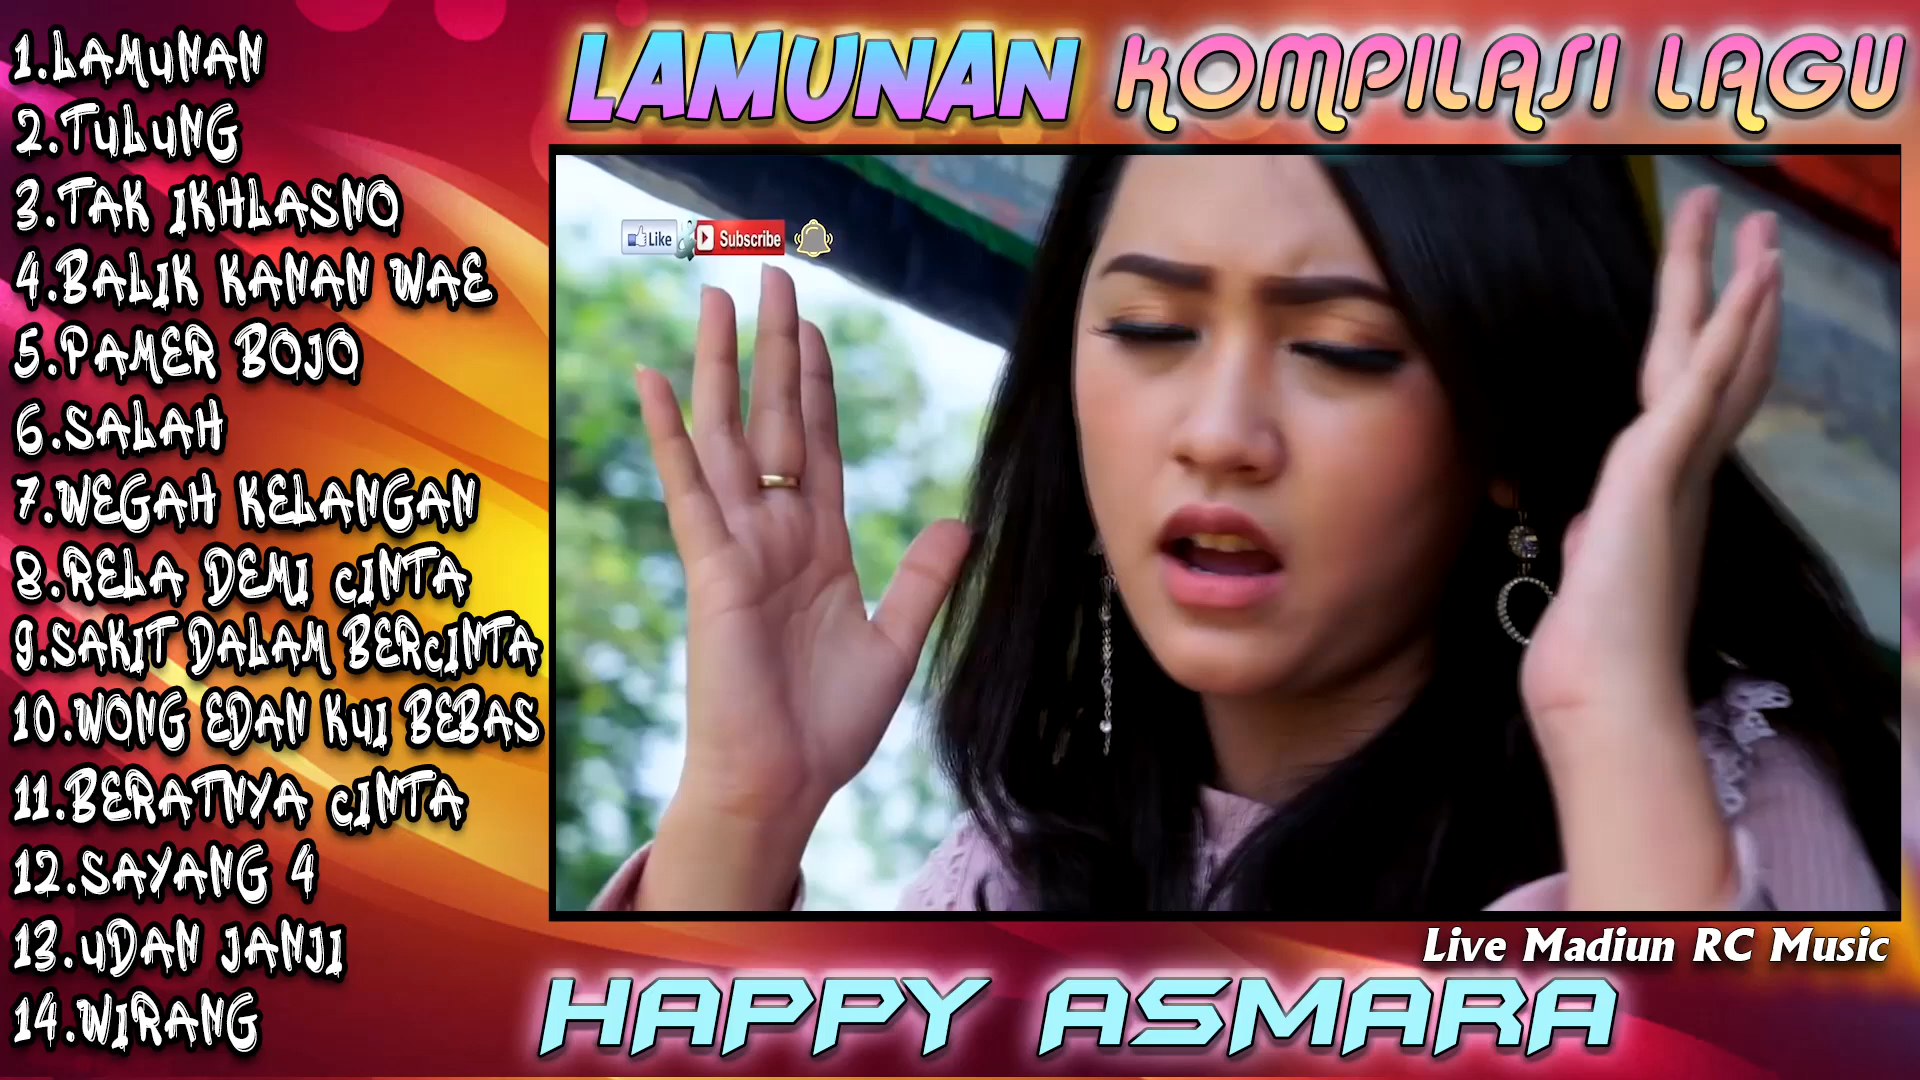 LAMUNAN KOMPILASI LAGU
1.LAMUNAN
2.TULUNG
3.TAK IKHLASNO
4.BALIK KANAN WAE
5.PAMER BOJO
6.SALAH
7.WEGAH KELANGAN
8.RELA DEMI CINTA
9.SAKIT DALAM BERCINTA
10.WONG EDAN KUI BEBAS
11.BERATNYA CINTA
12.SAYANG 4
13.UDAN JANJI
14.WIRANG
Like Subscribe
Live Madiun RC Music
HAPPY ASMARA